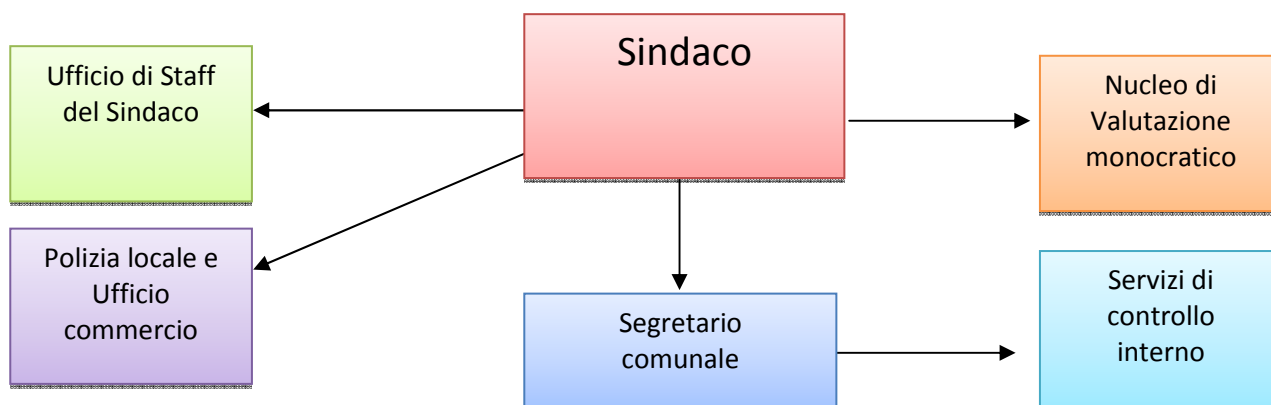 Sindaco
Ufficio di Staff
del Sindaco
Nucleo di
Valutazione
monocratico
Polizia locale e
Ufficio
commercio
Segretario
comunale
Servizi di
controllo
interno